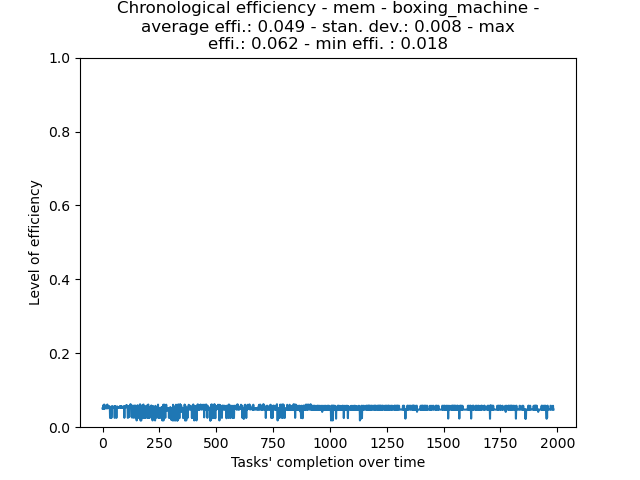 Chronological efficiency - mem - boxing_machine -
average effi.: 0.049 - stan. dev.: 0.008 - max
effi.: 0.062 - min effi. : 0.018
1.0
0.8
0.6
0.4
0.2
0.0
Level of efficiency
0 250 500 750 1000 1250 1500 1750 2000
Tasks' completion over time